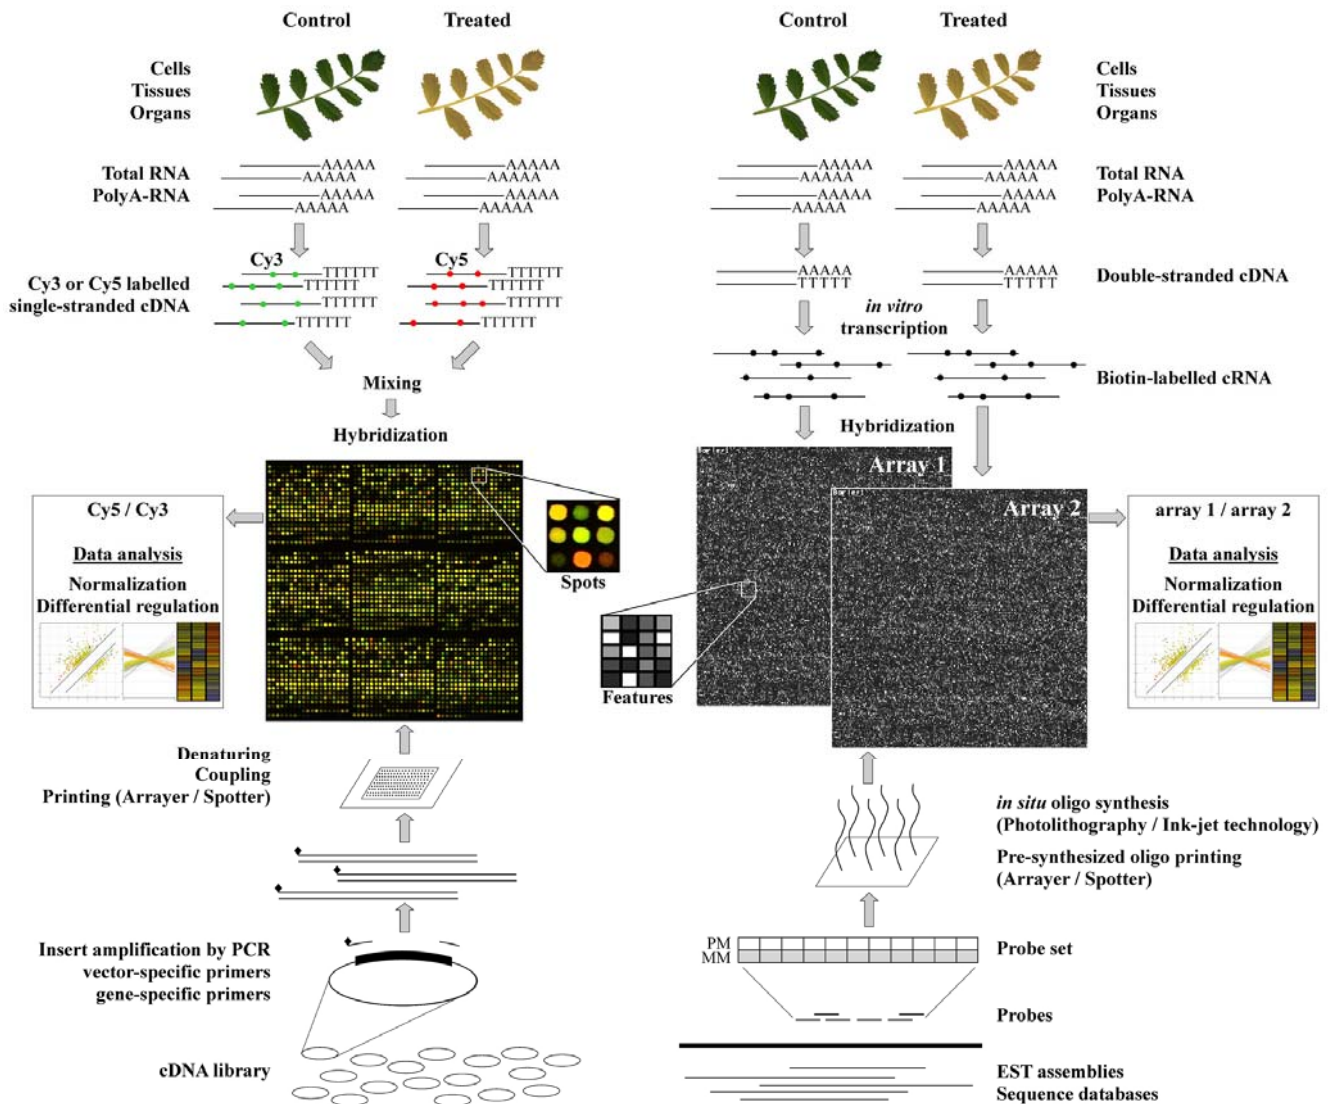 Control
Treated
Cells
Tissues
Organs
Total RNA
PolyA-RNA
AAAAA
AAAAA
AAAAA
AAAAA
AAAAA
AAAAA
AAAAA
AAAAA
Cy3
Cy5
Cy3 or Cy5 labelled
single-stranded cDNA
TTTTTT
TTTTTT
TTTTTT
TTTTTT
TTTTTT
TTTTTT
TTTTTT
TTTTTT
Mixing
Hybridization
Cy5 / Cy3
Data analysis
Normalization
Differential regulation
Spots
Denaturing
Coupling
Printing (Arrayer / Spotter)
Insert amplification by PCR
vector-specific primers
gene-specific primers
cDNA library
Control
Treated
Cells
Tissues
Organs
AAAAA
AAAAA
AAAAA
AAAAA
AAAAA
AAAAA
AAAAA
AAAAA
Total RNA
PolyA-RNA
AAAAA
TTTTT
AAAAA
TTTTT
Double-stranded cDNA
in vitro
transcription
Biotin-labelled cRNA
Hybridization
Array 1
Array 2
Features
array 1 / array 2
Data analysis
Normalization
Differential regulation
in situ oligo synthesis
(Photolithography / Ink-jet technology)
Pre-synthesized oligo printing
(Arrayer / Spotter)
PM
MM
Probe set
Probes
EST assemblies
Sequence databases